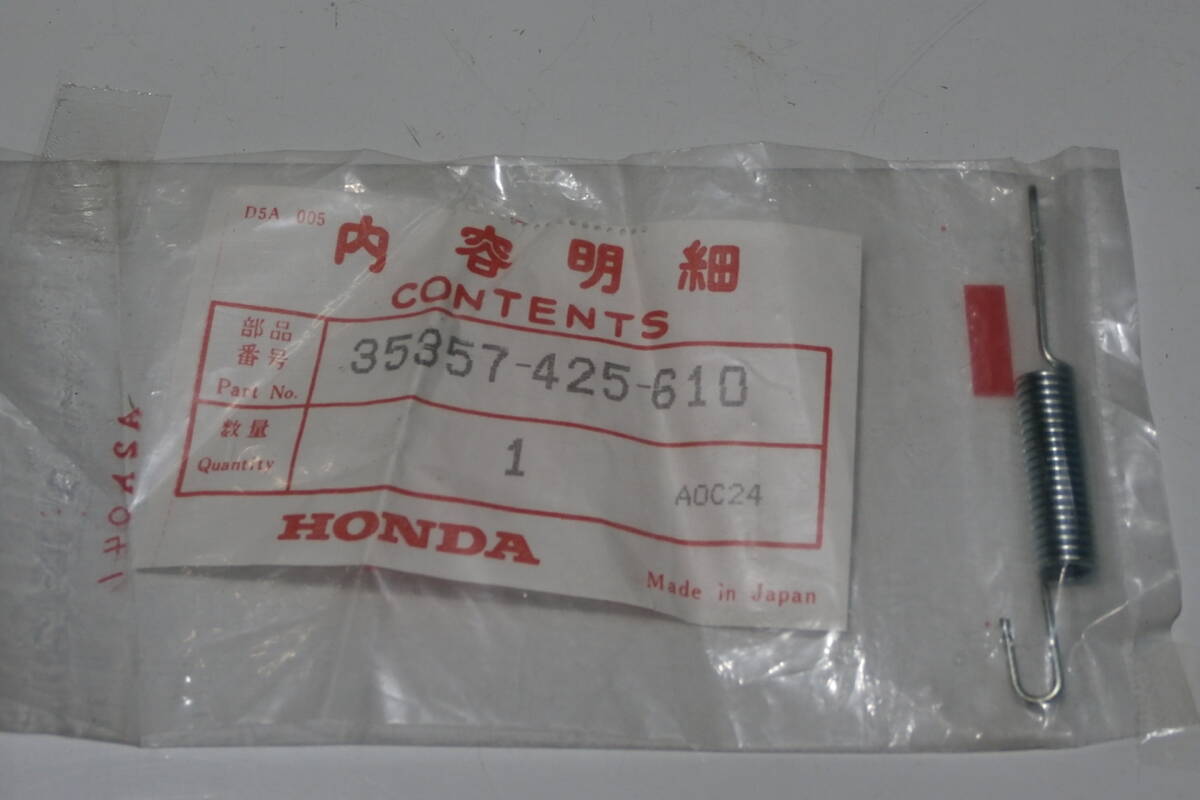 D5A 005
内容明細
CONTENTS
部品
番号
Part No.
35357-425-610
数量
Quantity
1
A0C24
HONDA
Made in Japan